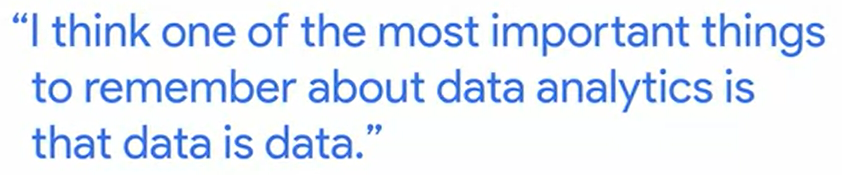 “I think one of the most important things
to remember about data analytics is
that data is data.”